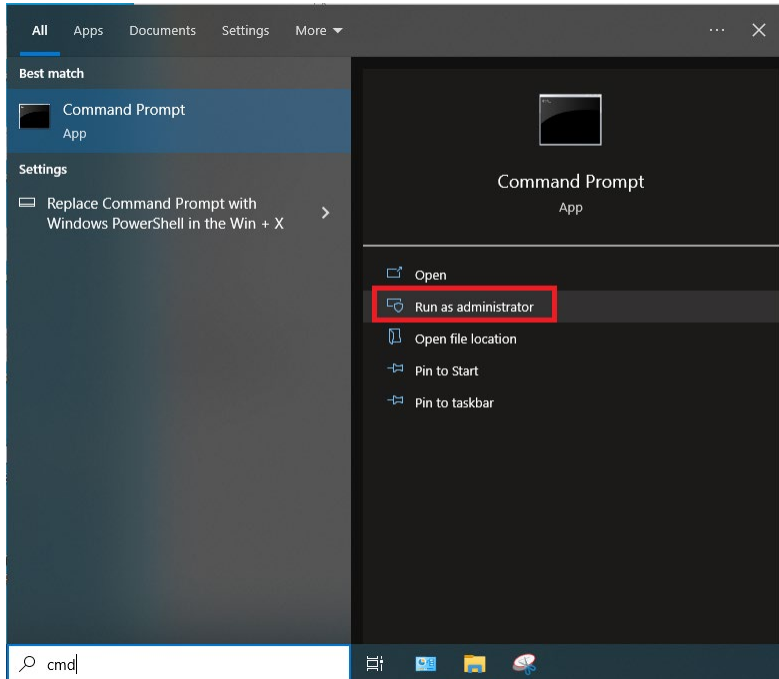 All Apps Documents Settings More
Best match
Command Prompt
App
Settings
Replace Command Prompt with
Windows PowerShell in the Win + X
Command Prompt
App
Open
Run as administrator
Open file location
Pin to Start
Pin to taskbar
cmd